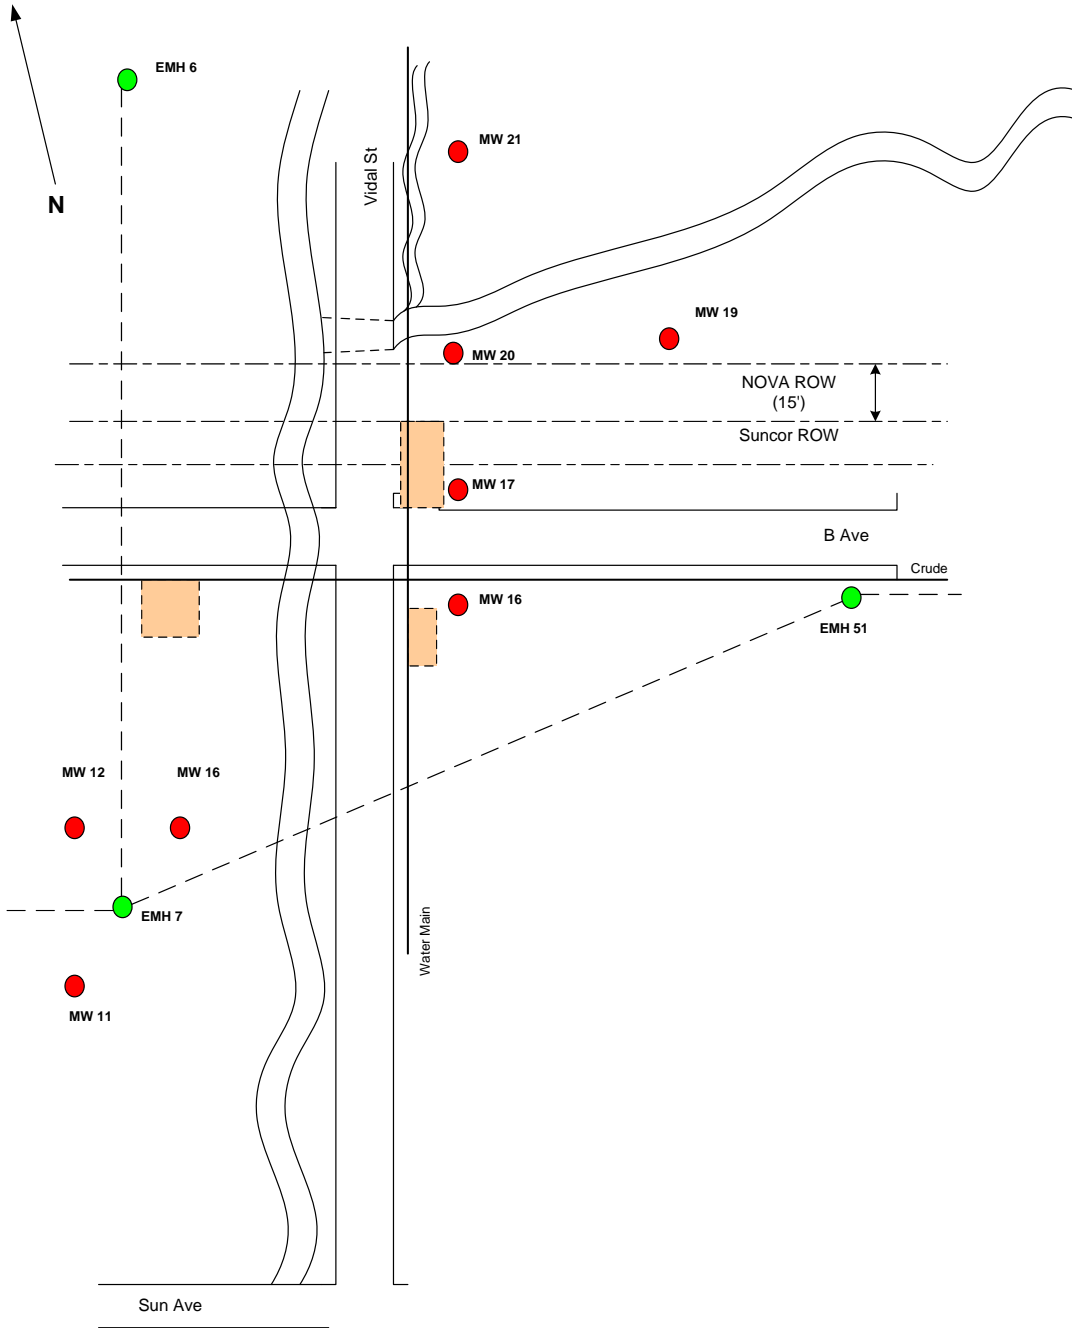 EMH 6
MW 21
Vidal St
N
MW 19
MW 20
NOVA ROW
(15')
Suncor ROW
MW 17
B Ave
Crude
MW 16
EMH 51
MW 12
MW 16
EMH 7
Water Main
MW 11
Sun Ave